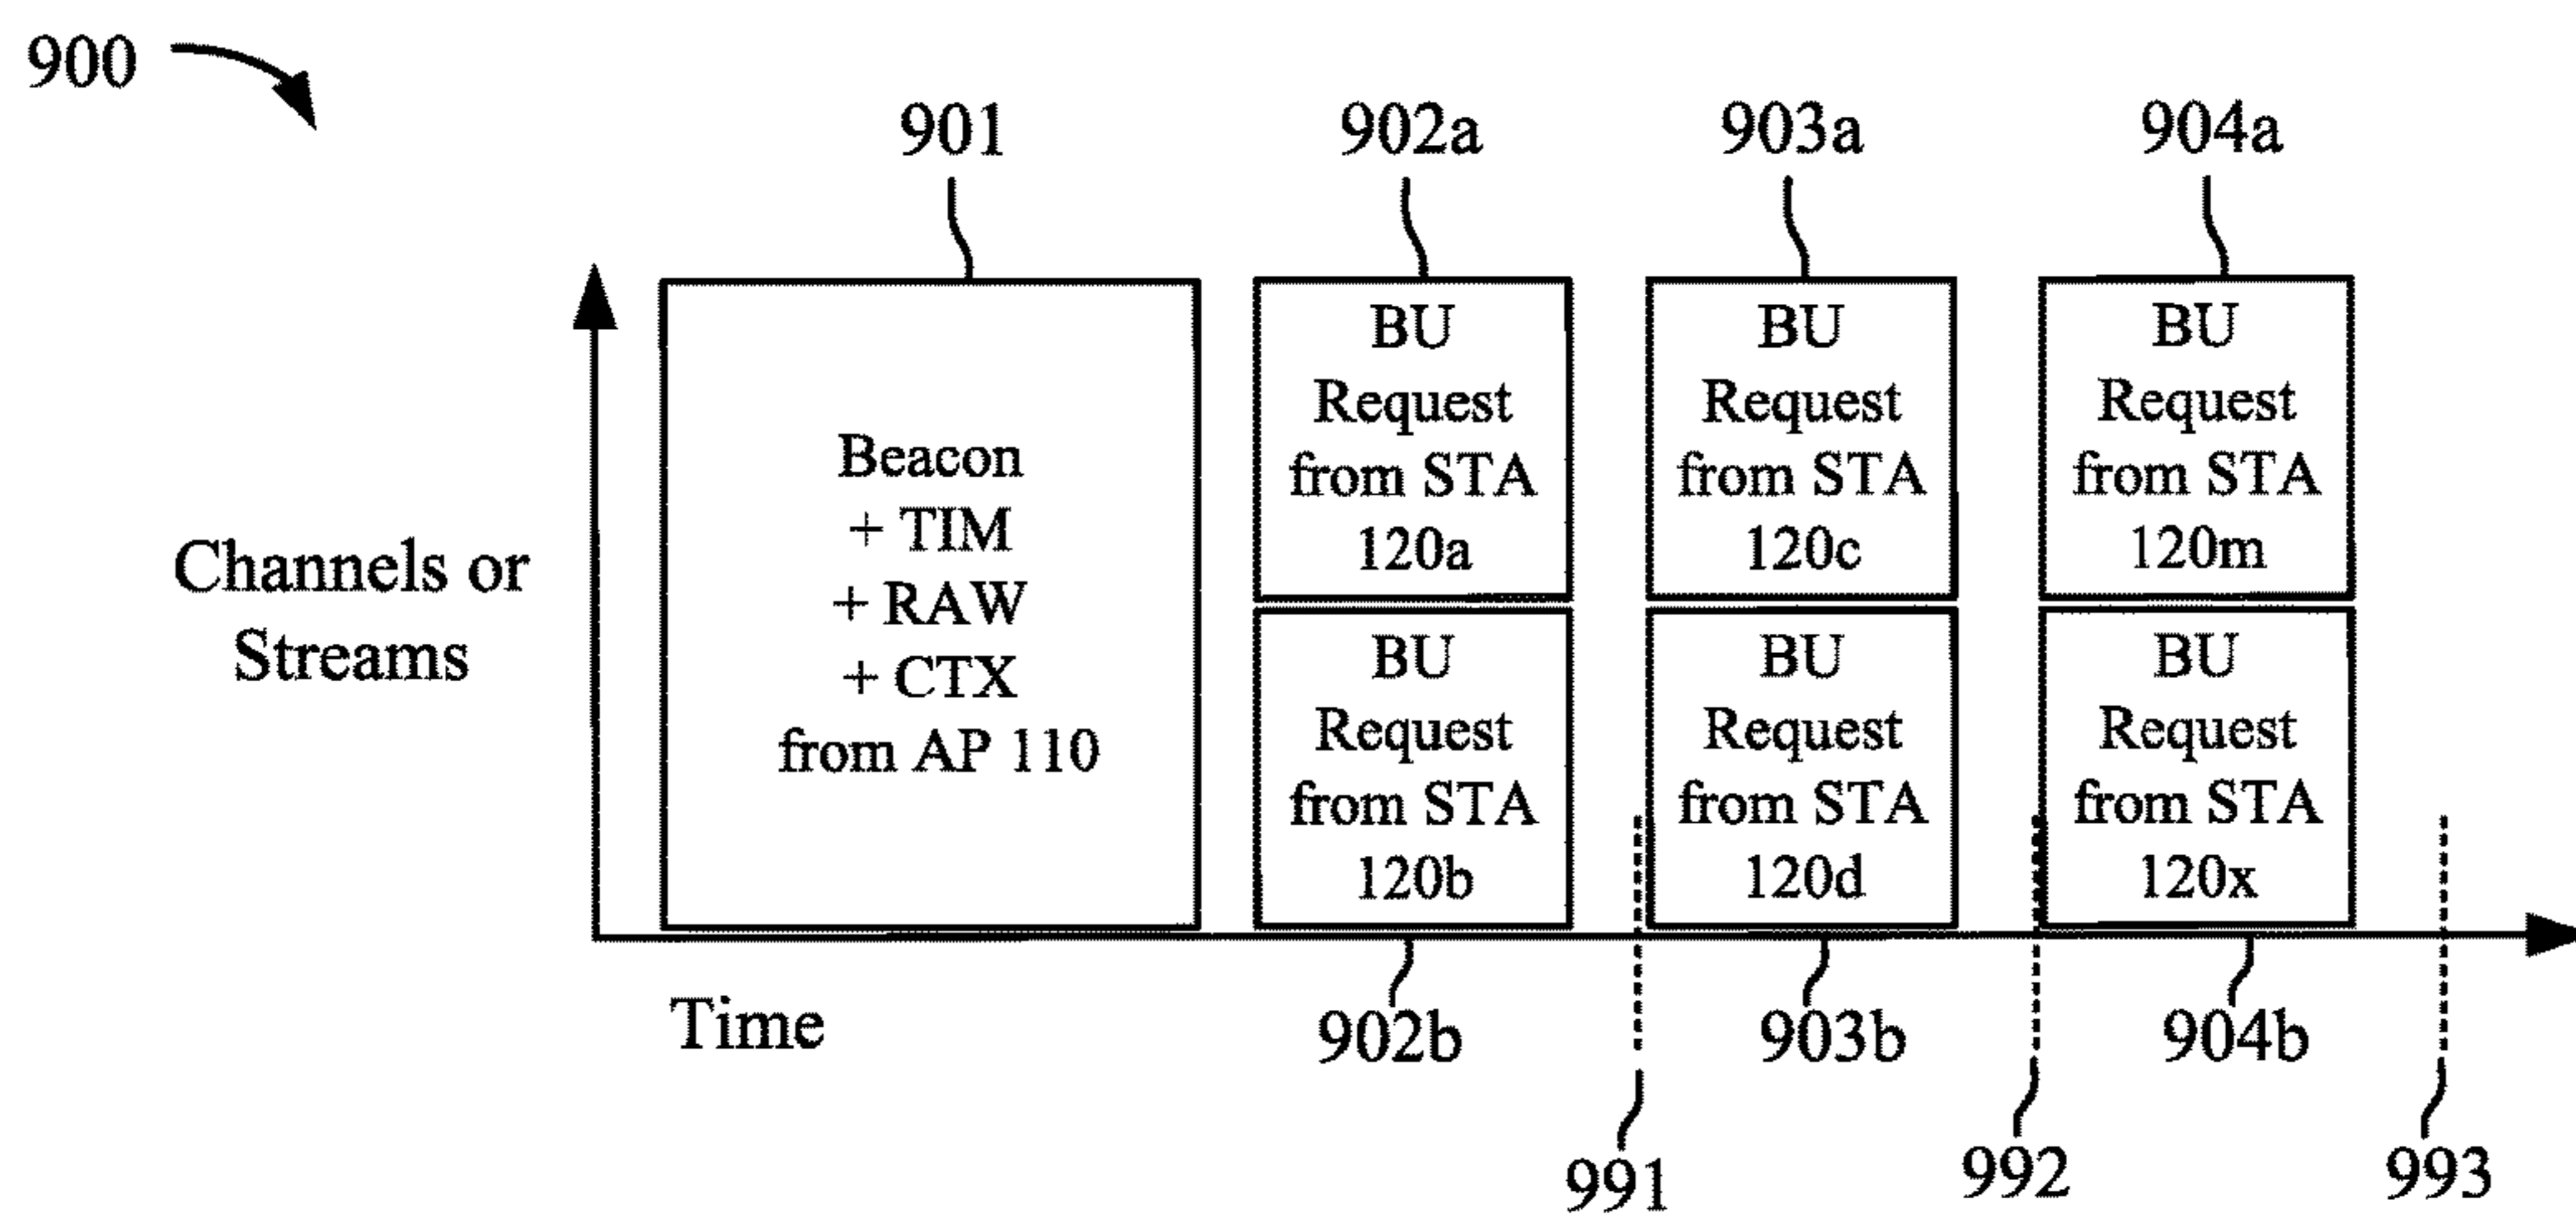 900
901
902a
903a
904a
Channels or
Streams
Beacon
+ TIM
+ RAW
+ CTX
from AP 110
BU
Request
from STA
120a
BU
Request
from STA
120b
BU
Request
from STA
120c
BU
Request
from STA
120d
BU
Request
from STA
120m
BU
Request
from STA
120x
Time
902b
903b
904b
991
992
993